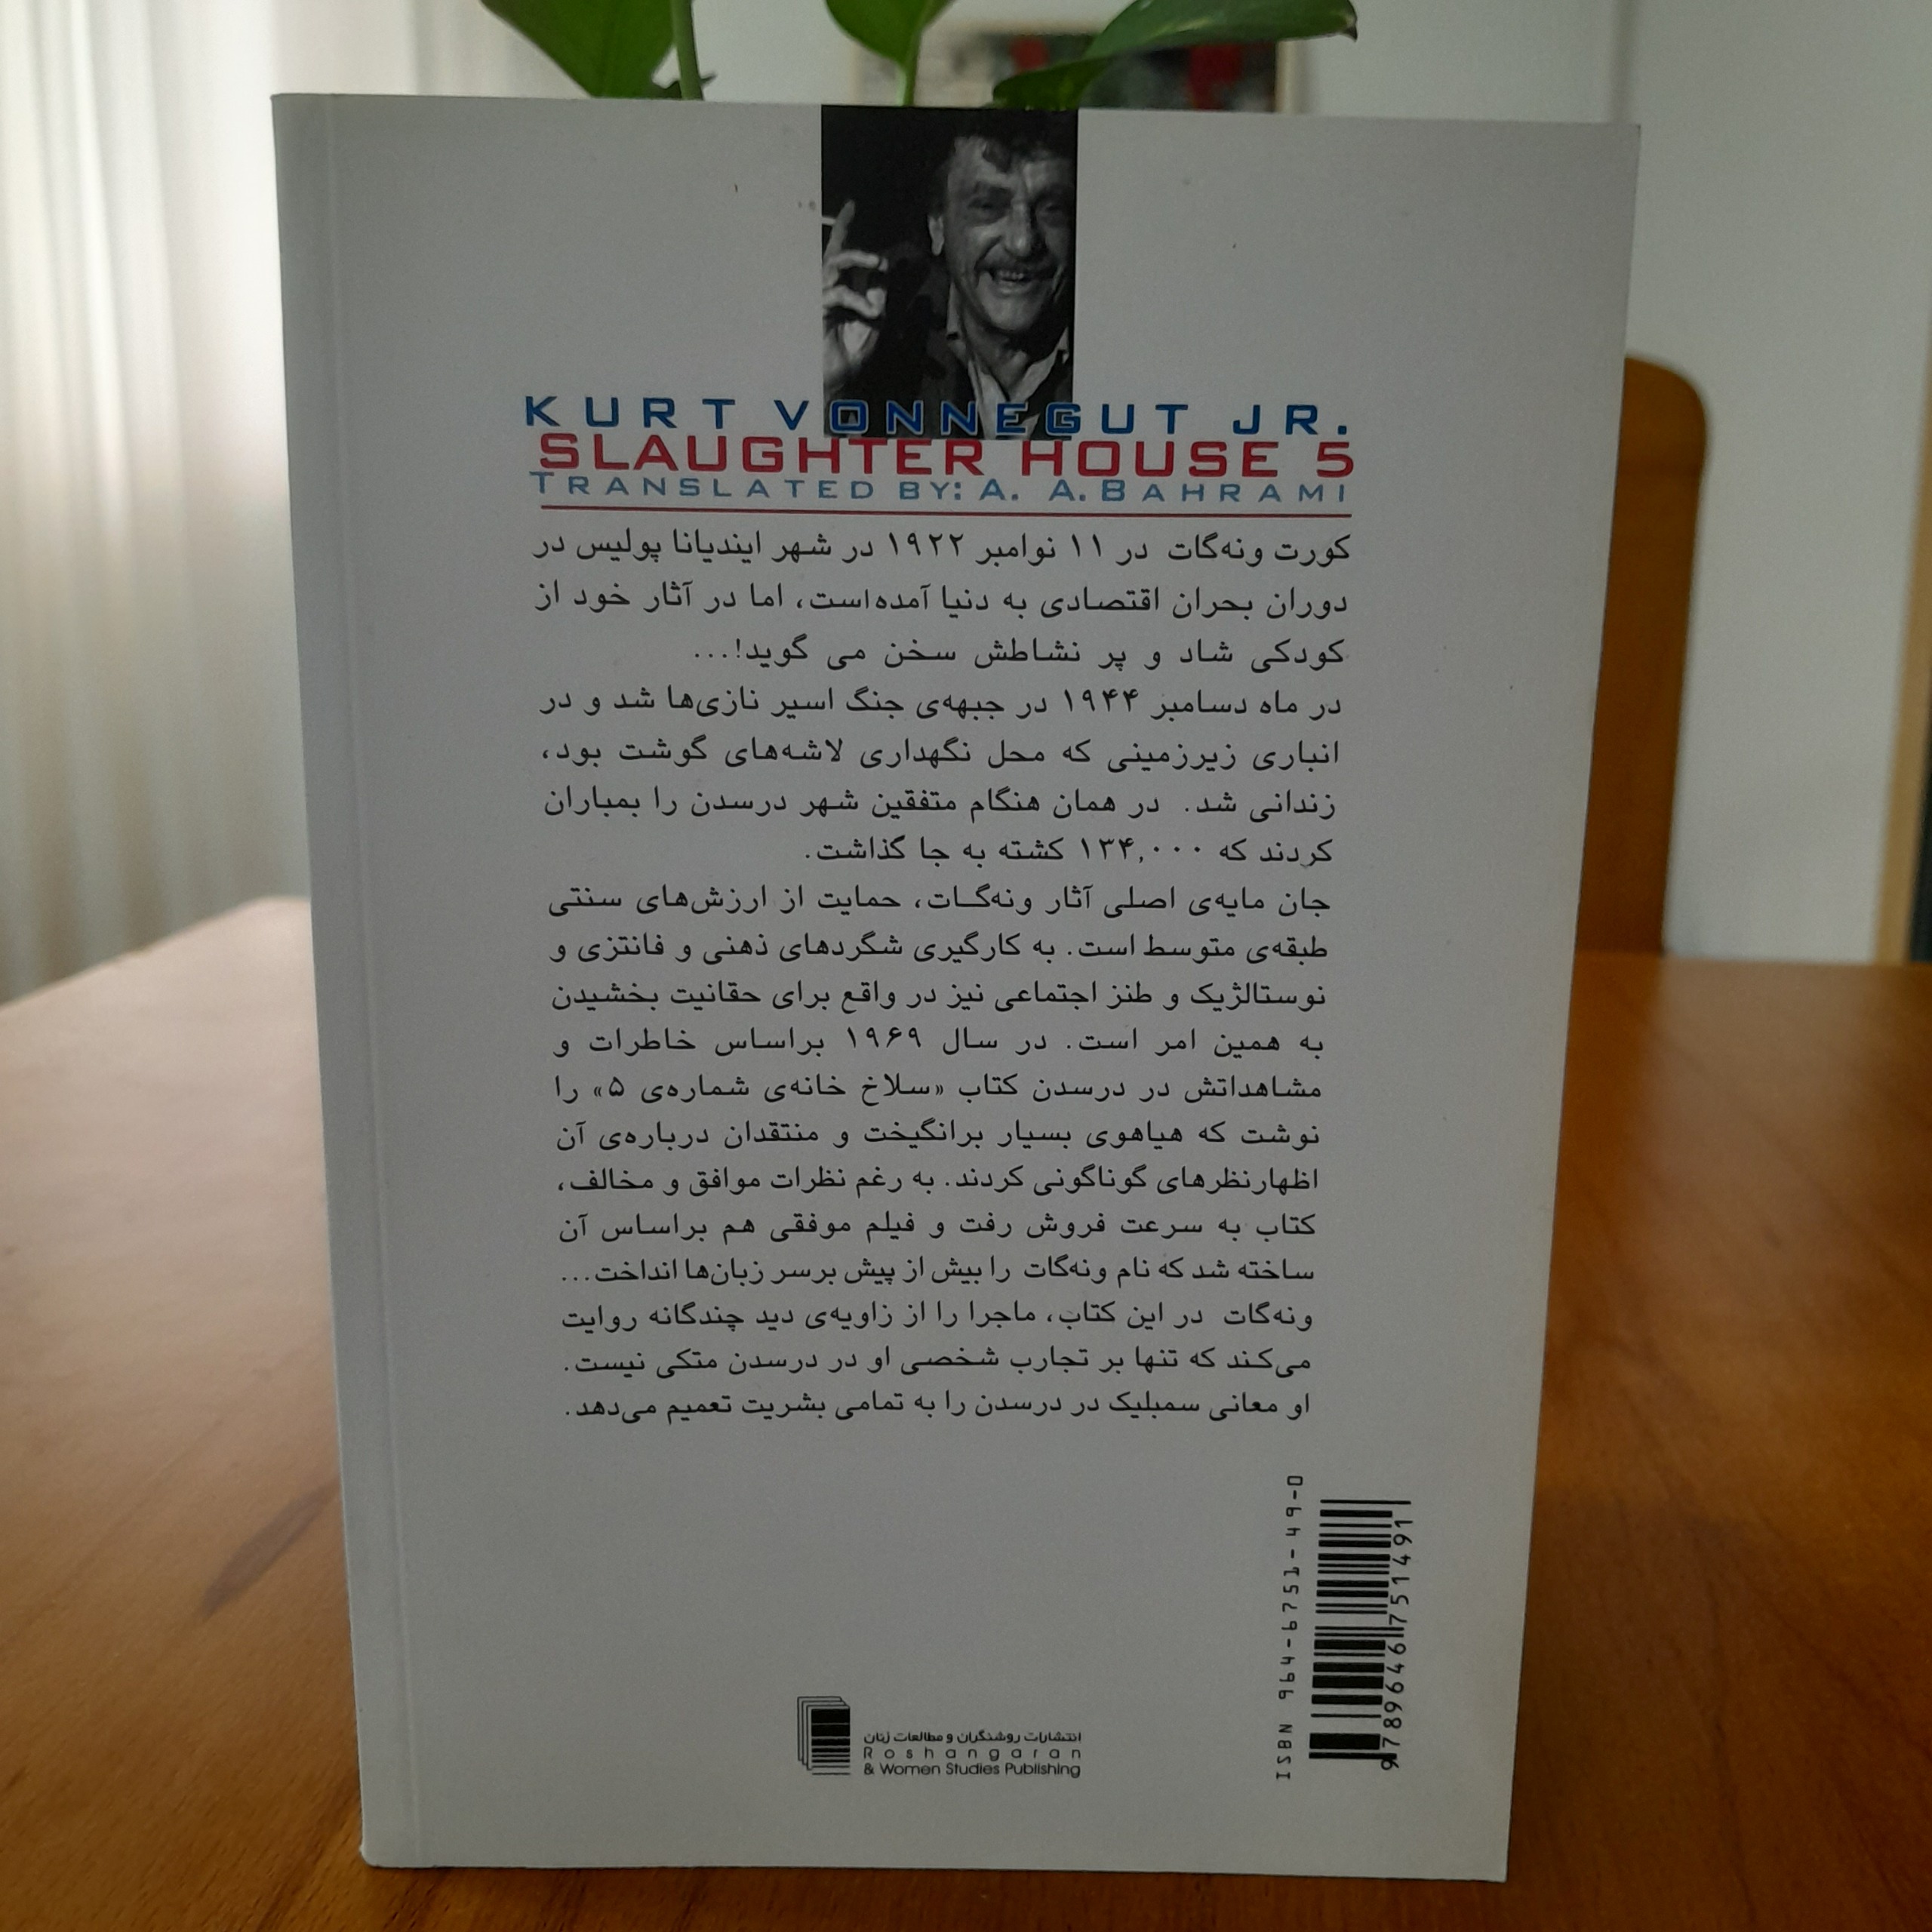 KURT VONNEGUT JR.
SLAUGHTER HOUSE 5
TRANSLATED BY: A. A. BAHRAMI
کورت ونه‌گات در ۱۱ نوامبر ۱۹۲۲ در شهر ایندیانا پولیس در
دوران بحران اقتصادی به دنیا آمده‌است، اما در آثار خود از
کودکی شاد و پر نشاطش سخن می گوید!...
در ماه دسامبر ۱۹۴۴ در جبهه‌ی جنگ اسیر نازی‌ها شد و در
انباری زیرزمینی که محل نگهداری لاشه‌های گوشت بود،
زندانی شد. در همان هنگام متفقین شهر درسدن را بمباران
کردند که ۱۳۴,۰۰۰ کشته به جا گذاشت.
جان مایه‌ی اصلی آثار ونه‌گـات، حمایت از ارزش‌های سنتی
طبقه‌ی متوسط است. به کارگیری شگردهای ذهنی و فانتزی و
نوستالژیک و طنز اجتماعی نیز در واقع برای حقانیت بخشیدن
به همین امر است. در سال ۱۹۶۹ براساس خاطرات و
مشاهداتش در درسدن کتاب «سلاخ خانه‌ی شماره‌ی ۵» را
نوشت که هیاهوی بسیار برانگیخت و منتقدان درباره‌ی آن
اظهارنظرهای گوناگونی کردند. به رغم نظرات موافق و مخالف،
کتاب به سرعت فروش رفت و فیلم موفقی هم براساس آن
ساخته شد که نام ونه‌گات را بیش از پیش برسر زبان‌ها انداخت...
ونه‌گات در این کتاب، ماجرا را از زاویه‌ی دید چندگانه روایت
می‌کند که تنها بر تجارب شخصی او در درسدن متکی نیست.
او معانی سمبلیک در درسدن را به تمامی بشریت تعمیم می‌دهد.
ISBN 964-6751-49-0
9789646751491
انتشارات روشنگران و مطالعات زنان
Roshangaran
& Women Studies Publishing